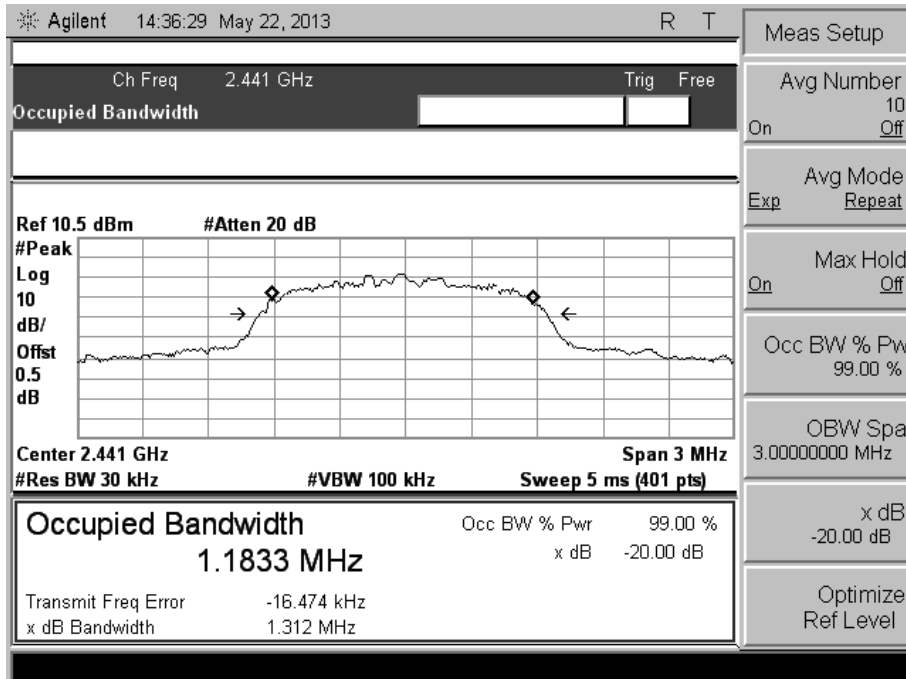 Agilent 14:36:29 May 22, 2013 R T
Ch Freq 2.441 GHz Trig Free
Occupied Bandwidth
Ref 10.5 dBm #Atten 20 dB
#Peak
Log
10
dB/
Offst
0.5
dB
Center 2.441 GHz Span 3 MHz
#Res BW 30 kHz #VBW 100 kHz Sweep 5 ms (401 pts)
Occupied Bandwidth
1.1833 MHz
Occ BW % Pwr 99.00 %
x dB -20.00 dB
Transmit Freq Error -16.474 kHz
x dB Bandwidth 1.312 MHz
Meas Setup
Avg Number
10
On Off
Avg Mode
Exp Repeat
Max Hold
On Off
Occ BW % Pw
99.00 %
OBW Spa
3.00000000 MHz
x dB
-20.00 dB
Optimize
Ref Level